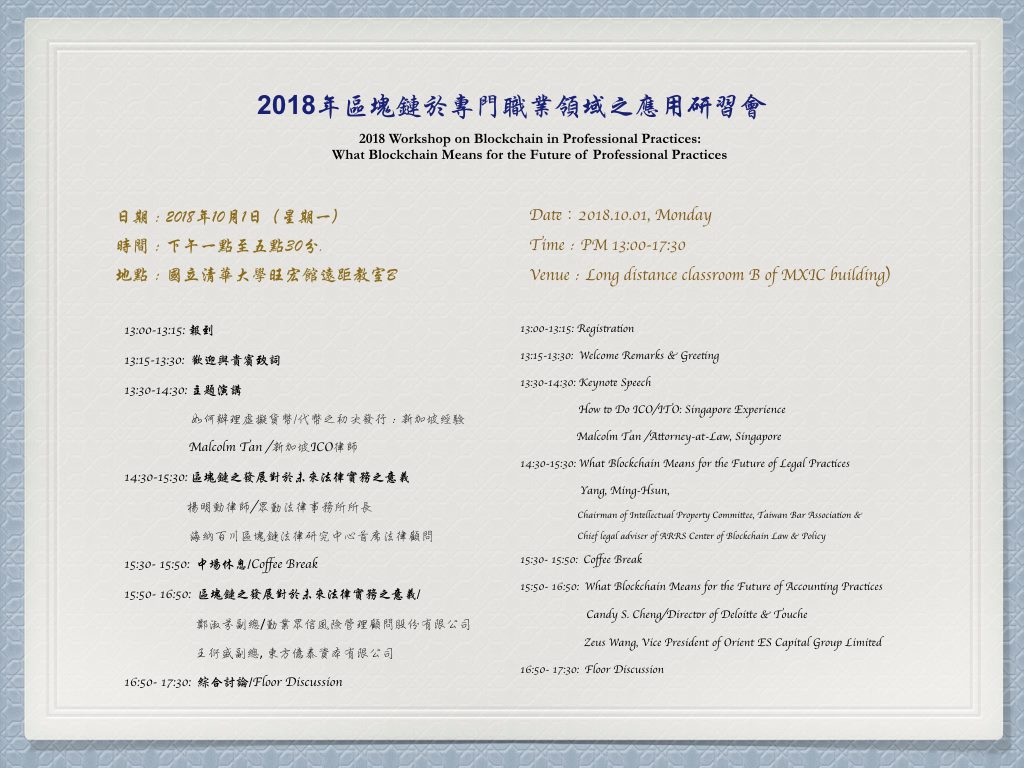 2018年區塊鏈於專門職業領域之應用研習會
2018 Workshop on Blockchain in Professional Practices:
What Blockchain Means for the Future of Professional Practices
日期：2018年10月1日（星期一）
時間：下午一點至五點30分.
地點：國立清華大學旺宏館遠距教室B
13:00-13:15: 報到
13:15-13:30: 歡迎與貴賓致詞
13:30-14:30: 主題演講
如何辦理虛擬貨幣/代幣之初次發行：新加坡經驗
Malcolm Tan /新加坡ICO律師
14:30-15:30: 區塊鏈之發展對於未來法律實務之意義
楊明勳律師/眾勤法律事務所所長
海納百川區塊鏈法律研究中心首席法律顧問
15:30- 15:50: 中場休息/Coffee Break
15:50- 16:50: 區塊鏈之發展對於未來法律實務之意義/
鄭淑芬副總/勤業眾信風險管理顧問股份有限公司
王衍盛副總, 東方億泰資本有限公司
16:50- 17:30: 綜合討論/Floor Discussion
Date：2018.10.01, Monday
Time：PM 13:00-17:30
Venue：Long distance classroom B of MXIC building)
13:00-13:15: Registration
13:15-13:30: Welcome Remarks & Greeting
13:30-14:30: Keynote Speech
How to Do ICO/ITO: Singapore Experience
Malcolm Tan /Attorney-at-Law, Singapore
14:30-15:30: What Blockchain Means for the Future of Legal Practices
Yang, Ming-Hsun,
Chairman of Intellectual Property Committee, Taiwan Bar Association &
Chief legal adviser of ARRS Center of Blockchain Law & Policy
15:30- 15:50: Coffee Break
15:50- 16:50: What Blockchain Means for the Future of Accounting Practices
Candy S. Cheng/Director of Deloitte & Touche
Zeus Wang, Vice President of Orient ES Capital Group Limited
16:50- 17:30: Floor Discussion